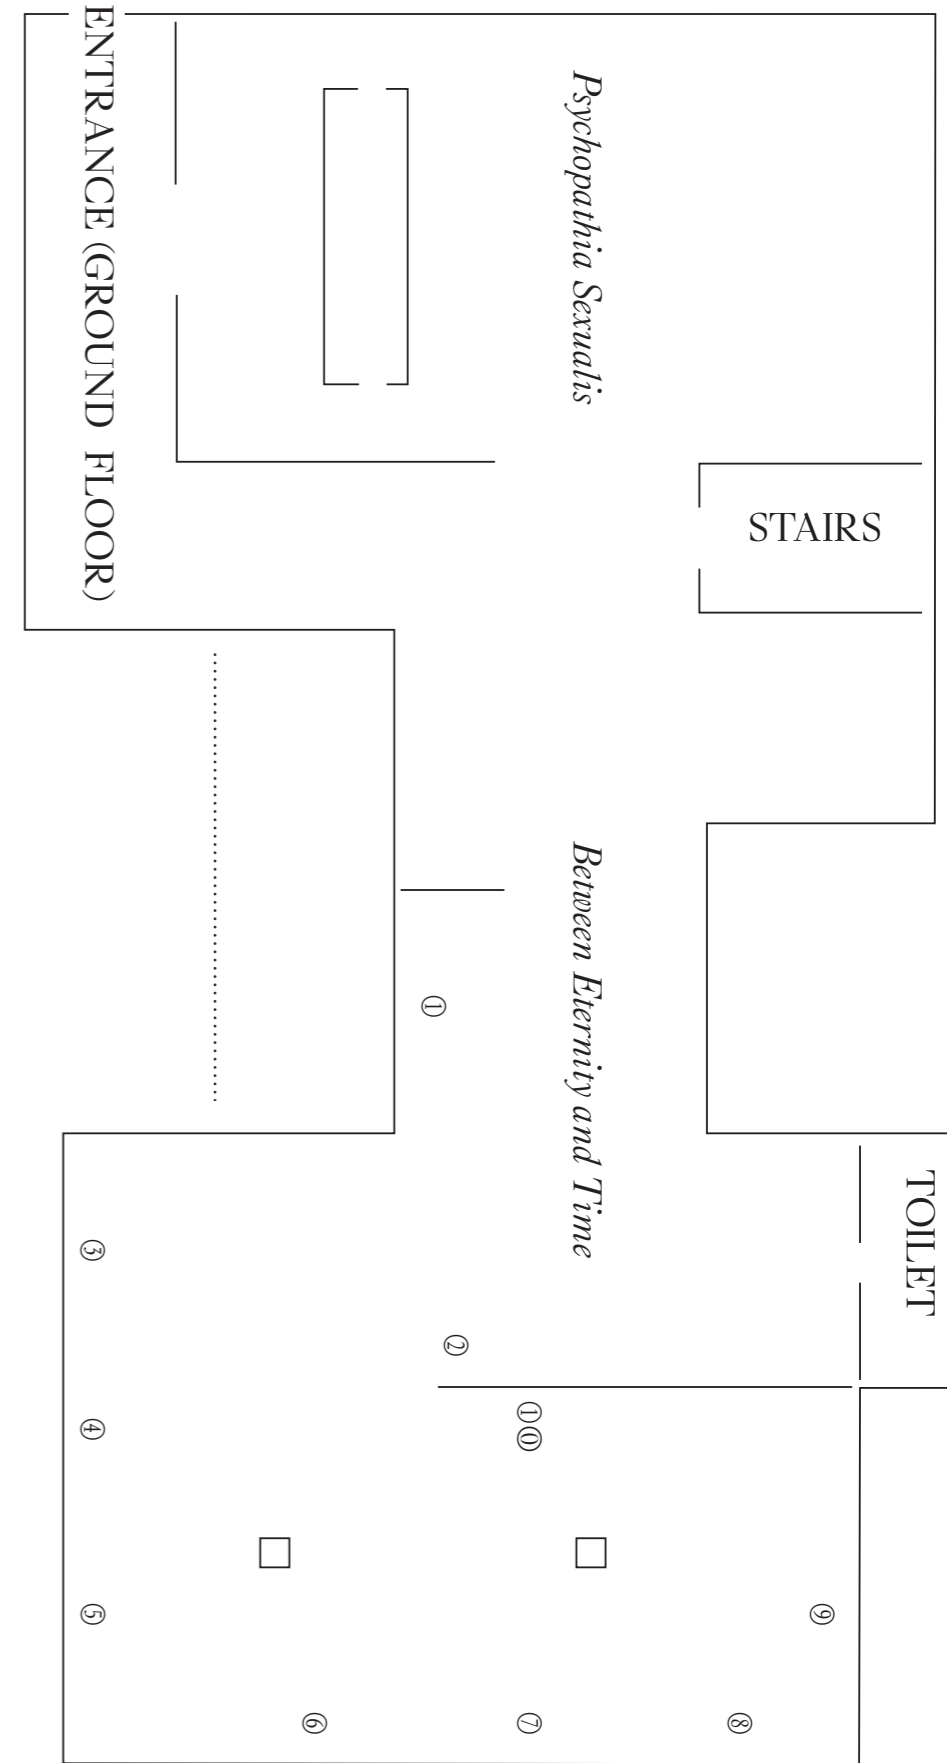 ENTRANCE (GROUND FLOOR)
Psychopathia Sexualis
STAIRS
Between Eternity and Time
TOILET
①
②
③
④
⑤
⑥
⑦
⑧
⑨
①⓪